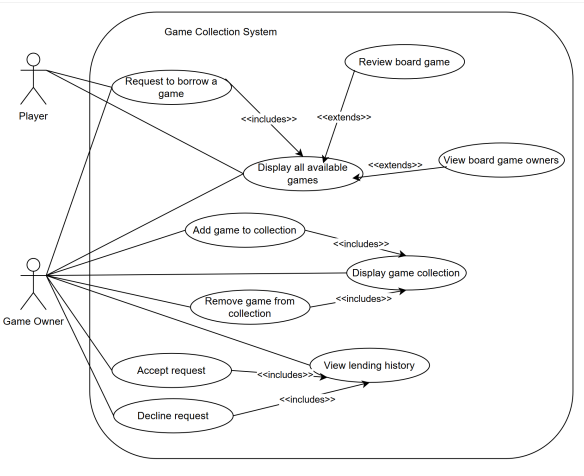 Game Collection System
Review board game
Request to borrow a
game
Player
<<includes>>
<<extends>>
View board game owners
<<extends>>
Display all available
games
Add game to collection
<<includes>>
Display game collection
Remove game from
collection
<<includes>>
Game Owner
View lending history
Accept request
<<includes>>
<<includes>>
Decline request